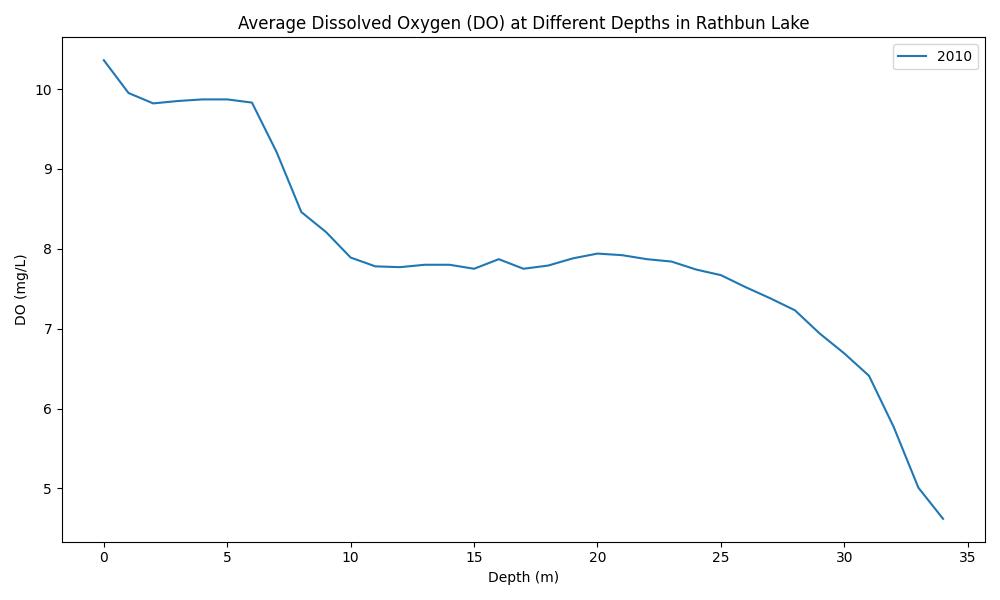 Average Dissolved Oxygen (DO) at Different Depths in Rathbun Lake
2010
DO (mg/L)
10
9
8
7
6
5
0 5 10 15 20 25 30 35
Depth (m)